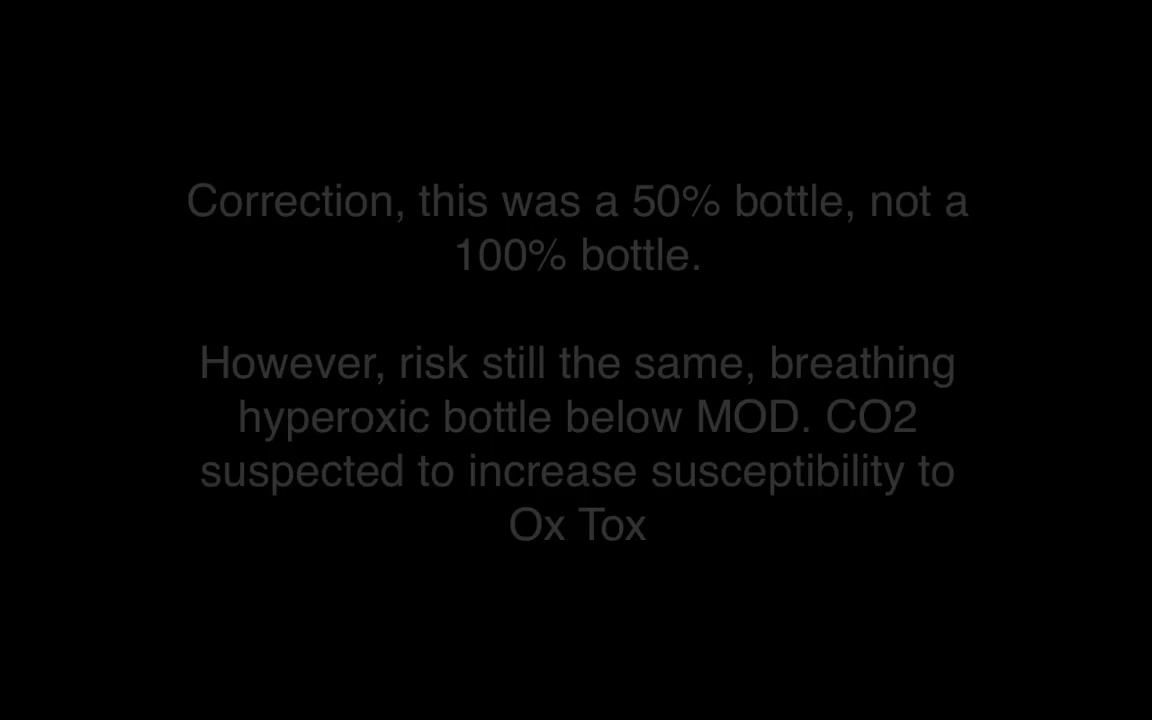 Correction, this was a 50% bottle, not a
100% bottle.
However, risk still the same, breathing
hyperoxic bottle below MOD. CO2
suspected to increase susceptibility to
Ox Tox